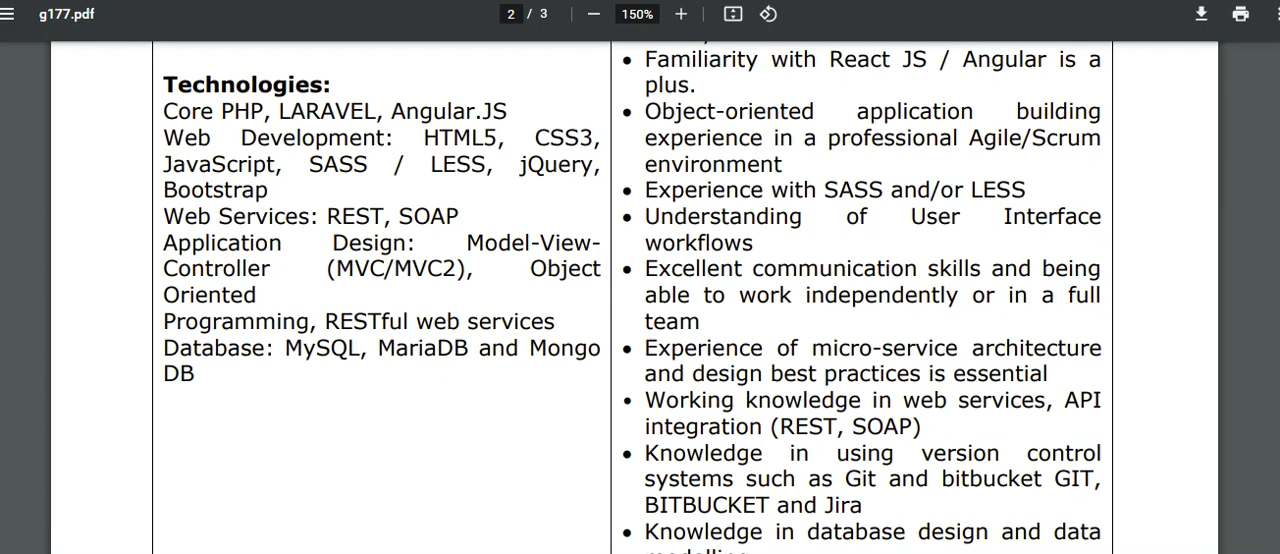 g177.pdf
2 / 3
150%
Technologies:
Core PHP, LARAVEL, Angular.JS
Web Development: HTML5, CSS3,
JavaScript, SASS / LESS, jQuery,
Bootstrap
Web Services: REST, SOAP
Application Design: Model-View-
Controller (MVC/MVC2), Object
Oriented
Programming, RESTful web services
Database: MySQL, MariaDB and Mongo
DB
• Familiarity with React JS / Angular is a
plus.
• Object-oriented application building
experience in a professional Agile/Scrum
environment
• Experience with SASS and/or LESS
• Understanding of User Interface
workflows
• Excellent communication skills and being
able to work independently or in a full
team
• Experience of micro-service architecture
and design best practices is essential
• Working knowledge in web services, API
integration (REST, SOAP)
• Knowledge in using version control
systems such as Git and bitbucket GIT,
BITBUCKET and Jira
• Knowledge in database design and data